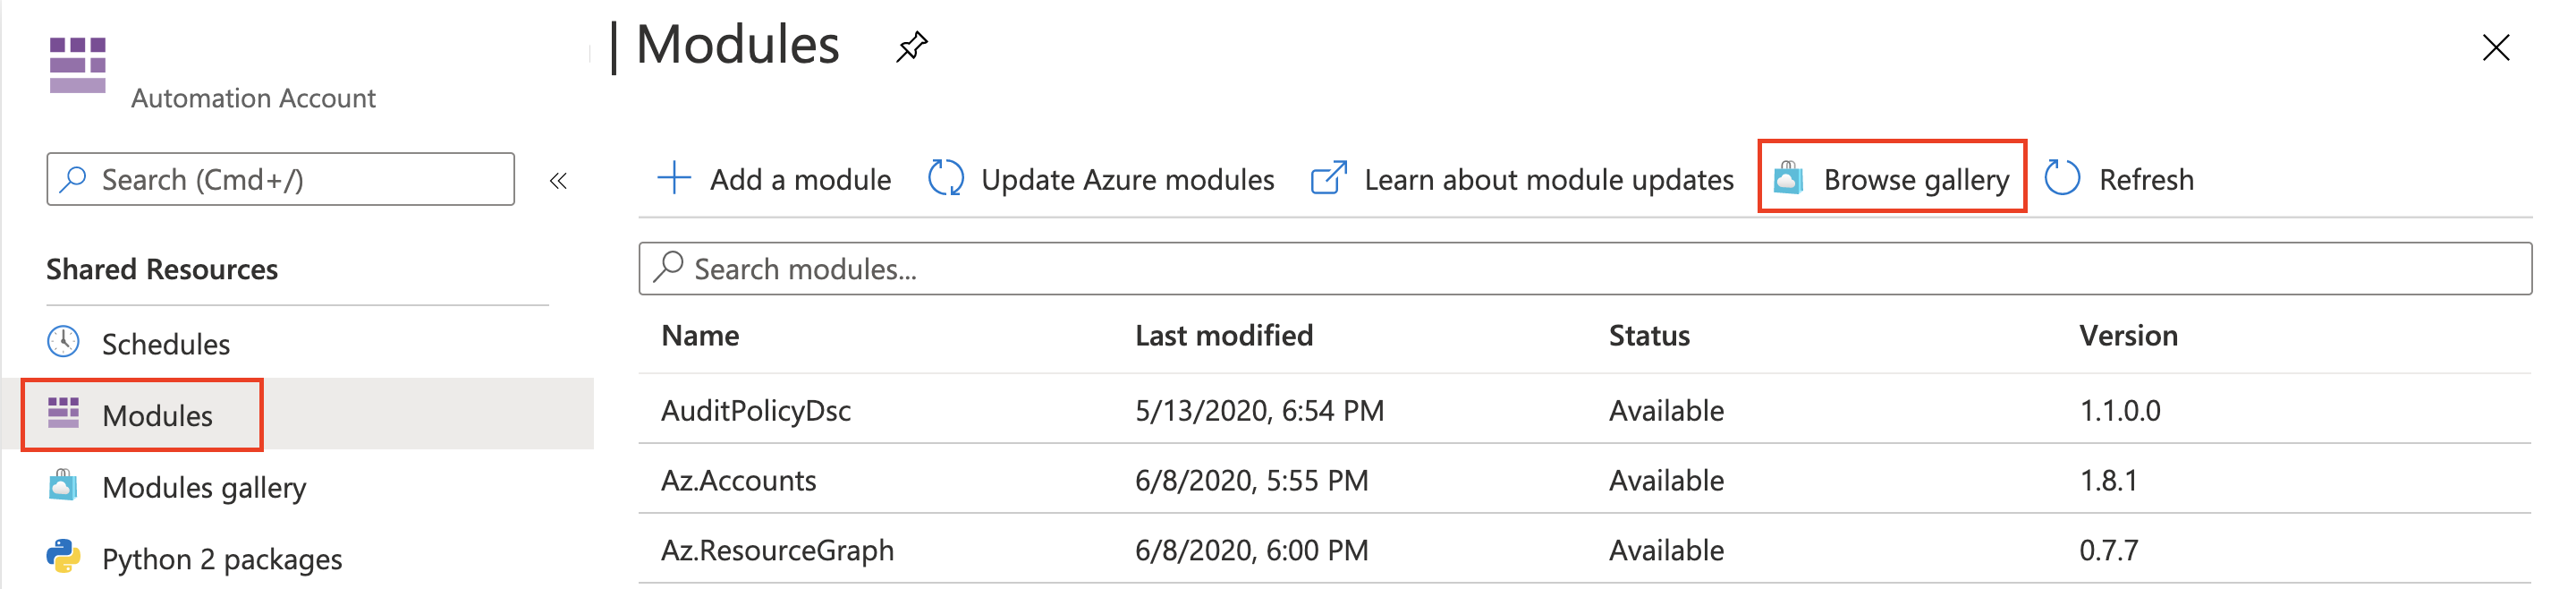 Automation Account
Search (Cmd+/)
«
Shared Resources
Schedules
Modules
Modules gallery
Python 2 packages
| Modules
Add a module Update Azure modules Learn about module updates Browse gallery Refresh
Search modules...
Name Last modified Status Version
AuditPolicyDsc 5/13/2020, 6:54 PM Available 1.1.0.0
Az.Accounts 6/8/2020, 5:55 PM Available 1.8.1
Az.ResourceGraph 6/8/2020, 6:00 PM Available 0.7.7